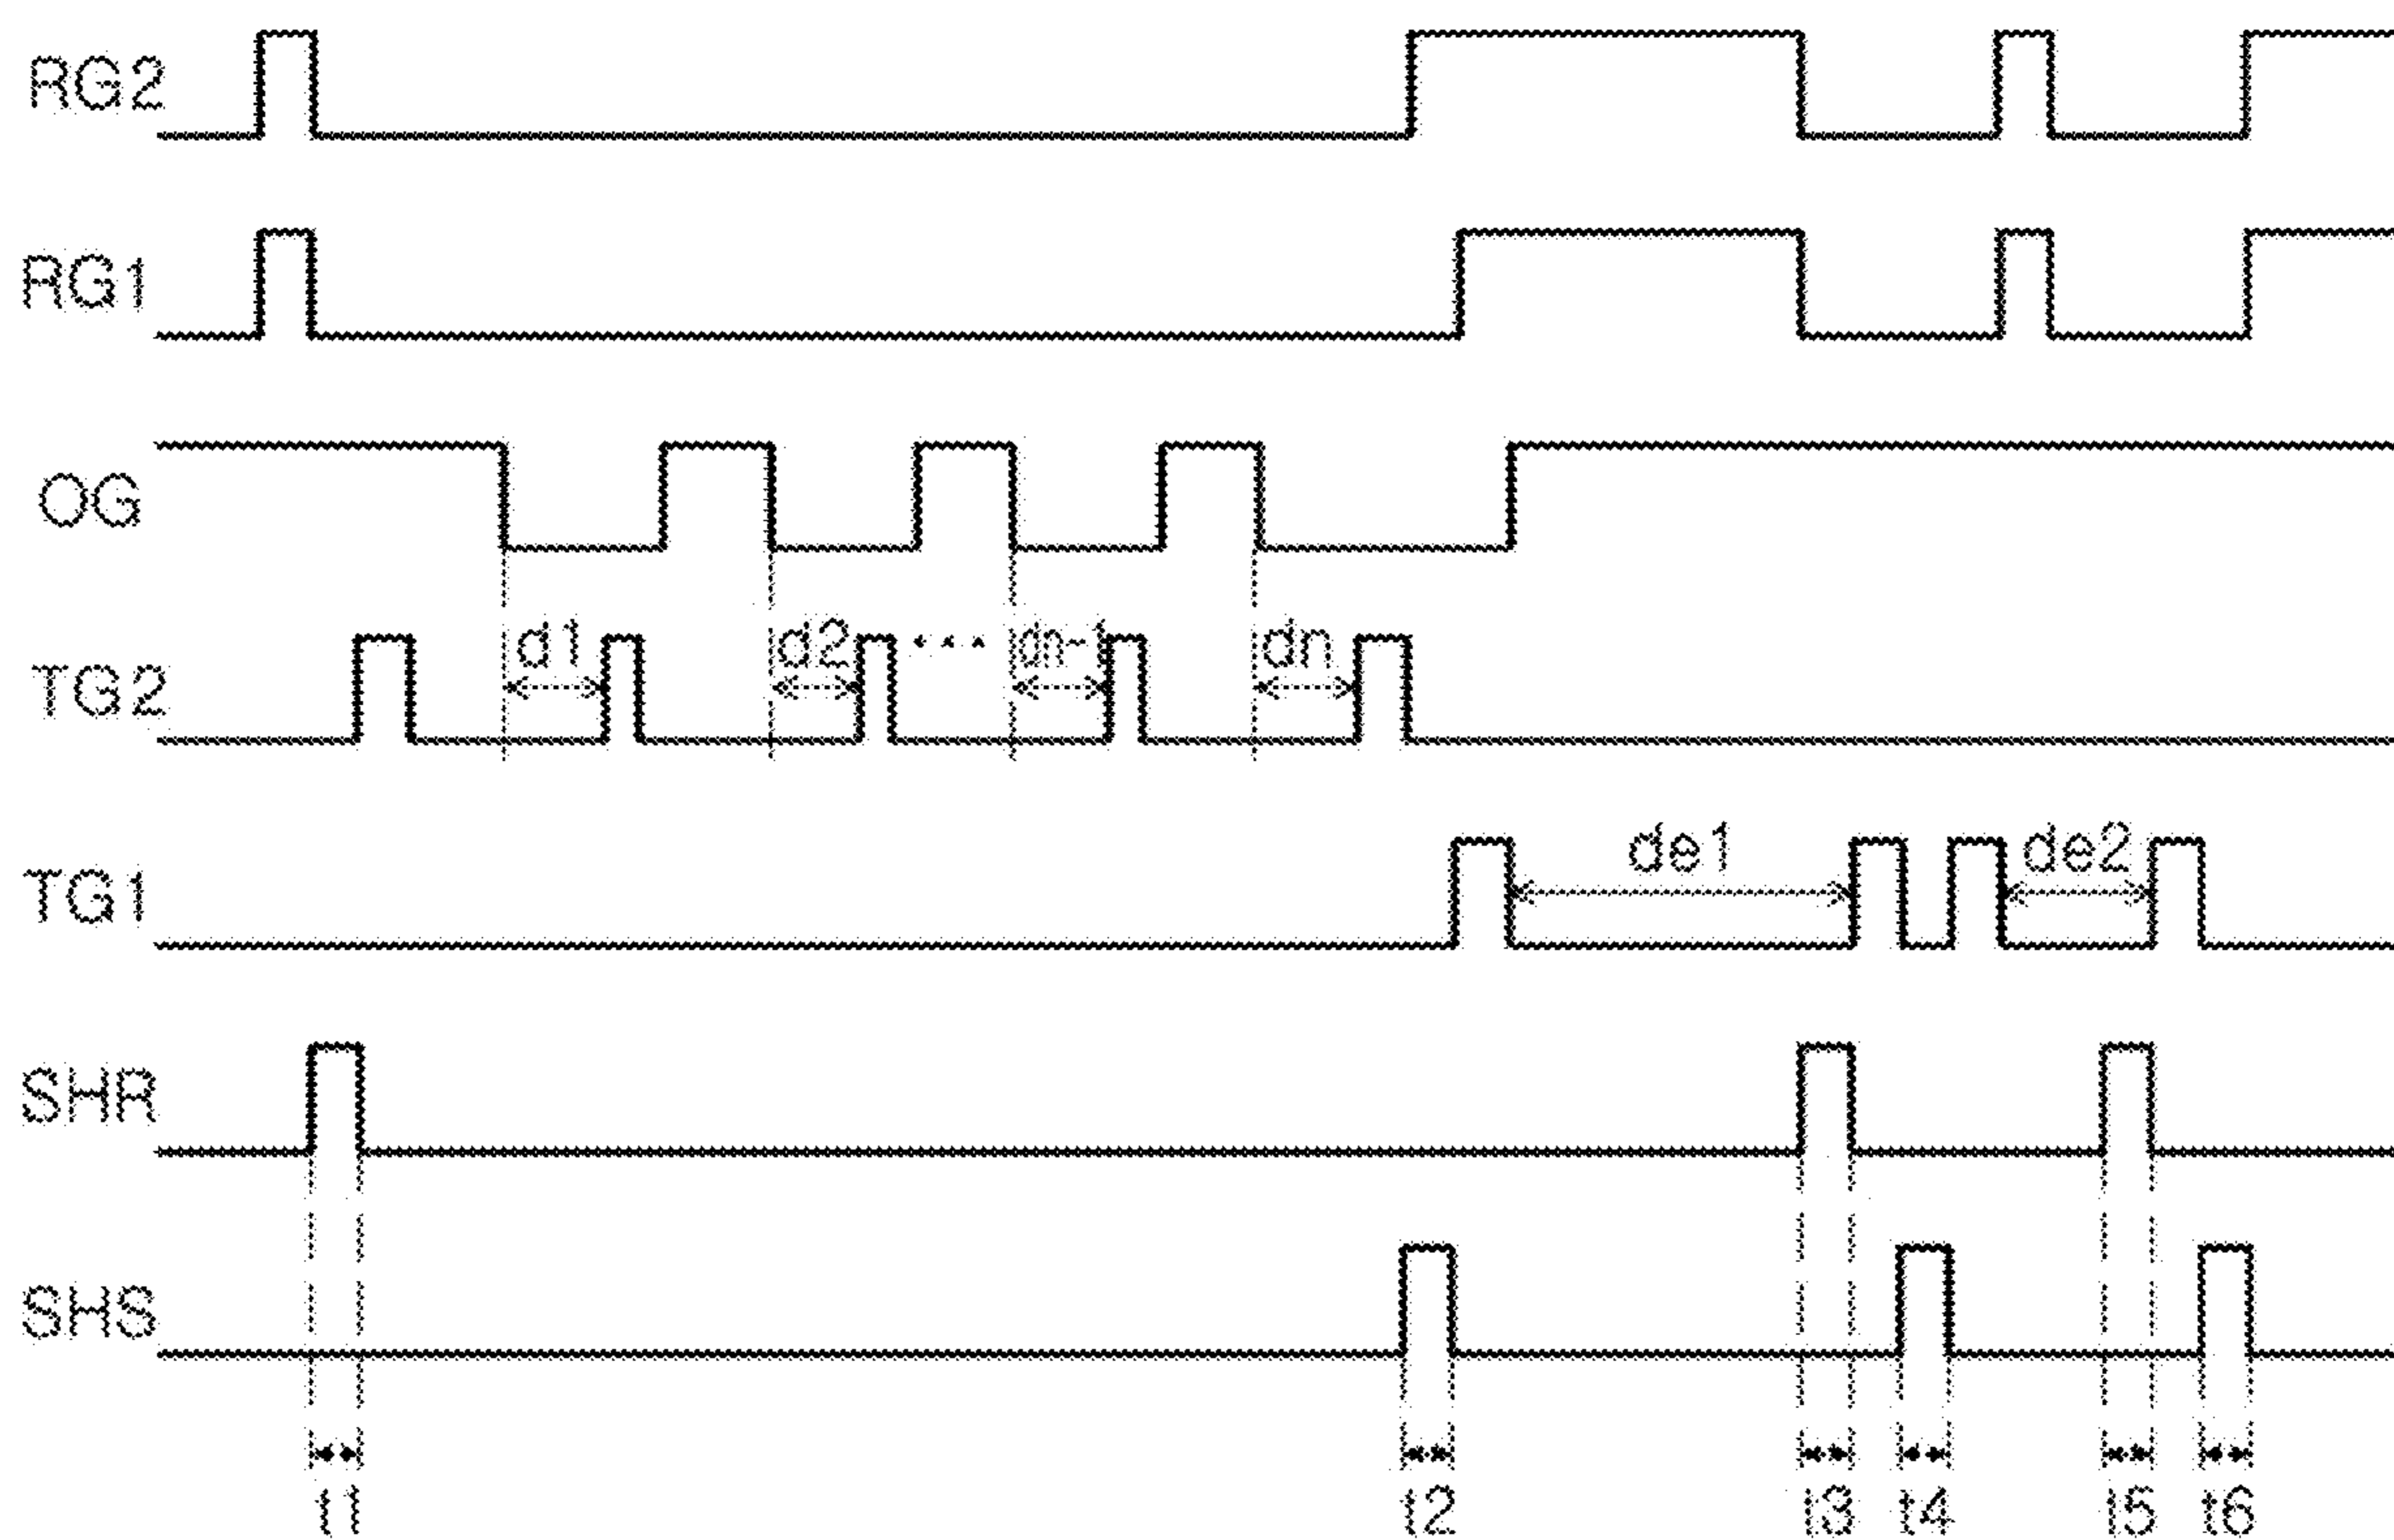 RG2
RG1
OG
d1 d2 ... dn-1 dn
TG2
de1 de2
TG1
SHR
SHS
t1 t2 t3 t4 t5 t6